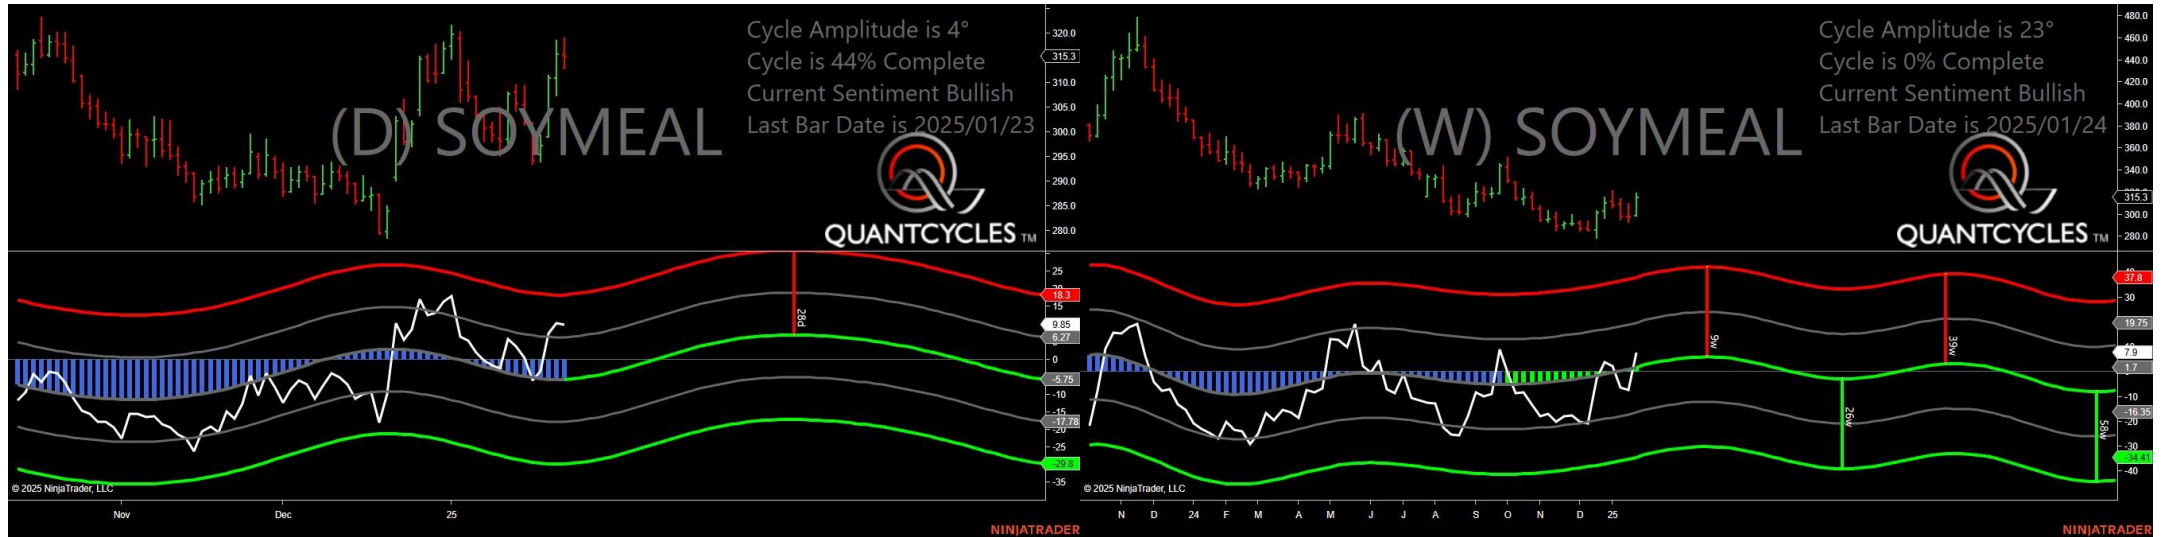 Cycle Amplitude is 4°
Cycle is 44% Complete
Current Sentiment Bullish
Last Bar Date is 2025/01/23
(D) SOYMEAL
QUANTCYCLES TM
320.0
315.3
310.0
305.0
300.0
295.0
290.0
285.0
280.0
28d
25
18.3
15
9.85
6.27
0
-5.75
-10
-15
-17.78
-20
-25
-29.8
-35
© 2025 NinjaTrader, LLC
Nov Dec 25
NINJATRADER
Cycle Amplitude is 23°
Cycle is 0% Complete
Current Sentiment Bullish
Last Bar Date is 2025/01/24
(W) SOYMEAL
QUANTCYCLES TM
480.0
460.0
440.0
420.0
400.0
380.0
360.0
340.0
315.3
300.0
280.0
9w
39w
26w
58w
37.8
30
19.75
7.9
1.7
-10
-16.35
-20
-30
-34.41
-40
© 2025 NinjaTrader, LLC
N D 24 F M A M J J A S O N D 25
NINJATRADER